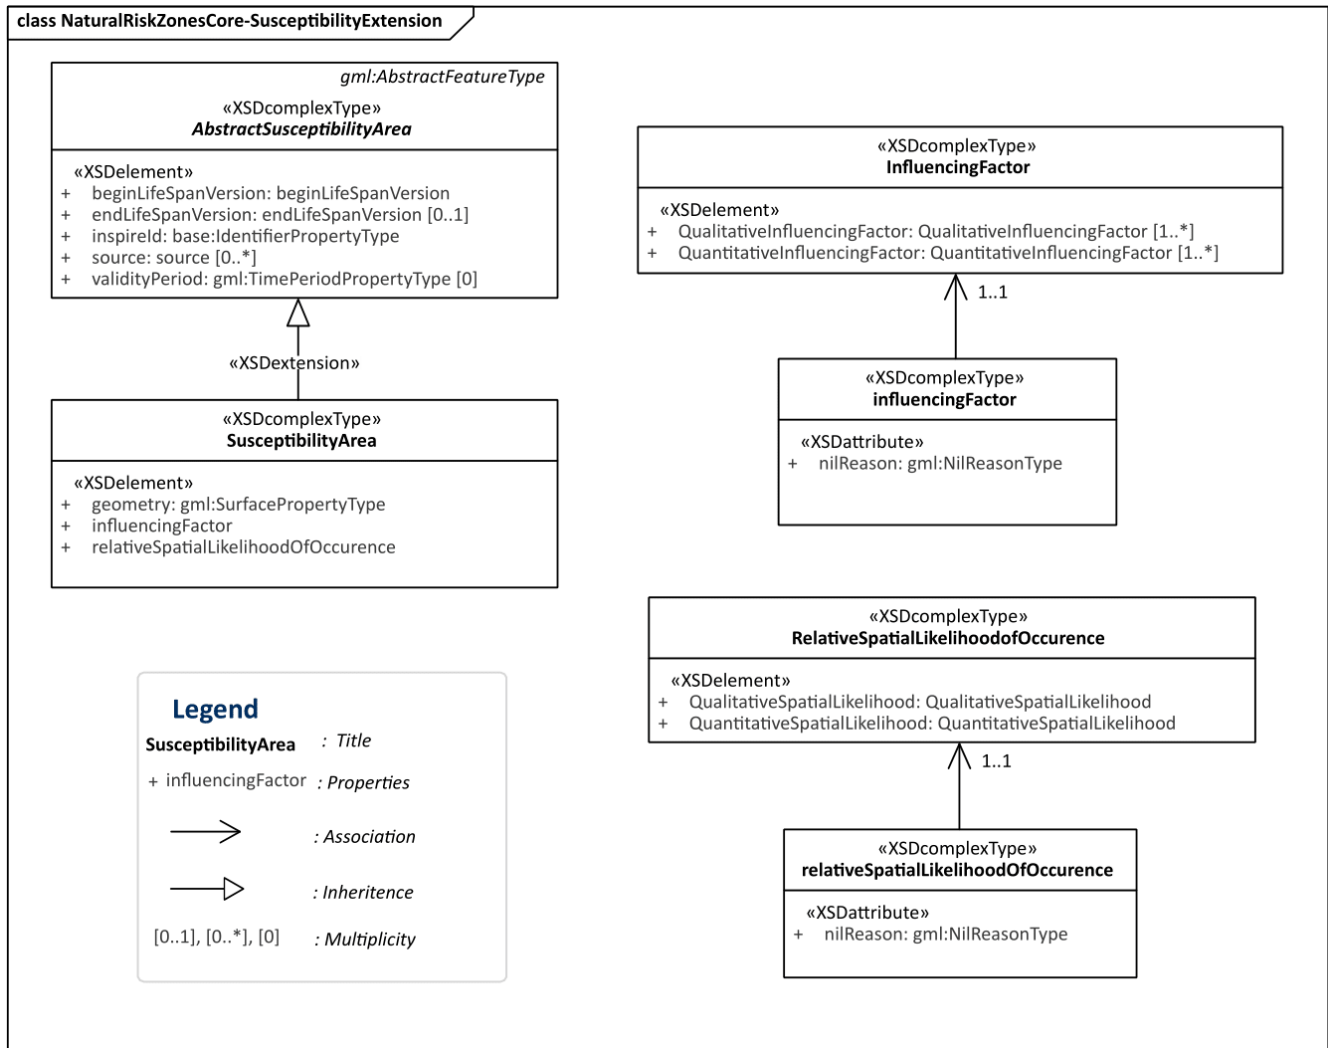 class NaturalRiskZonesCore-SusceptibilityExtension
gml:AbstractFeatureType
«XSDcomplexType»
AbstractSusceptibilityArea
«XSDelement»
+ beginLifeSpanVersion: beginLifeSpanVersion
+ endLifeSpanVersion: endLifeSpanVersion [0..1]
+ inspireId: base:IdentifierPropertyType
+ source: source [0..*]
+ validityPeriod: gml:TimePeriodPropertyType [0]
«XSDextension»
«XSDcomplexType»
SusceptibilityArea
«XSDelement»
+ geometry: gml:SurfacePropertyType
+ influencingFactor
+ relativeSpatialLikelihoodOfOccurence
«XSDcomplexType»
InfluencingFactor
«XSDelement»
+ QualitativeInfluencingFactor: QualitativeInfluencingFactor [1..*]
+ QuantitativeInfluencingFactor: QuantitativeInfluencingFactor [1..*]
1..1
«XSDcomplexType»
influencingFactor
«XSDattribute»
+ nilReason: gml:NilReasonType
«XSDcomplexType»
RelativeSpatialLikelihoodofOccurence
«XSDelement»
+ QualitativeSpatialLikelihood: QualitativeSpatialLikelihood
+ QuantitativeSpatialLikelihood: QuantitativeSpatialLikelihood
1..1
«XSDcomplexType»
relativeSpatialLikelihoodOfOccurence
«XSDattribute»
+ nilReason: gml:NilReasonType
Legend
SusceptibilityArea : Title
+ influencingFactor : Properties
: Association
: Inheritence
[0..1], [0..*], [0] : Multiplicity